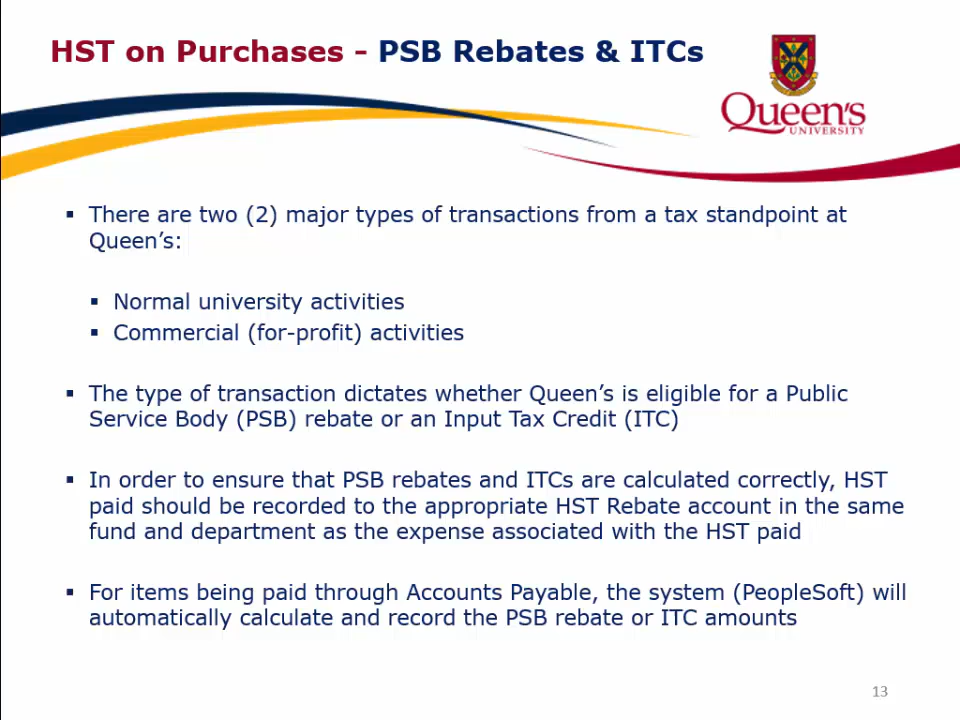 HST on Purchases - PSB Rebates & ITCs
Queen's
UNIVERSITY
▪ There are two (2) major types of transactions from a tax standpoint at
Queen’s:
▪ Normal university activities
▪ Commercial (for-profit) activities
▪ The type of transaction dictates whether Queen’s is eligible for a Public
Service Body (PSB) rebate or an Input Tax Credit (ITC)
▪ In order to ensure that PSB rebates and ITCs are calculated correctly, HST
paid should be recorded to the appropriate HST Rebate account in the same
fund and department as the expense associated with the HST paid
▪ For items being paid through Accounts Payable, the system (PeopleSoft) will
automatically calculate and record the PSB rebate or ITC amounts
13